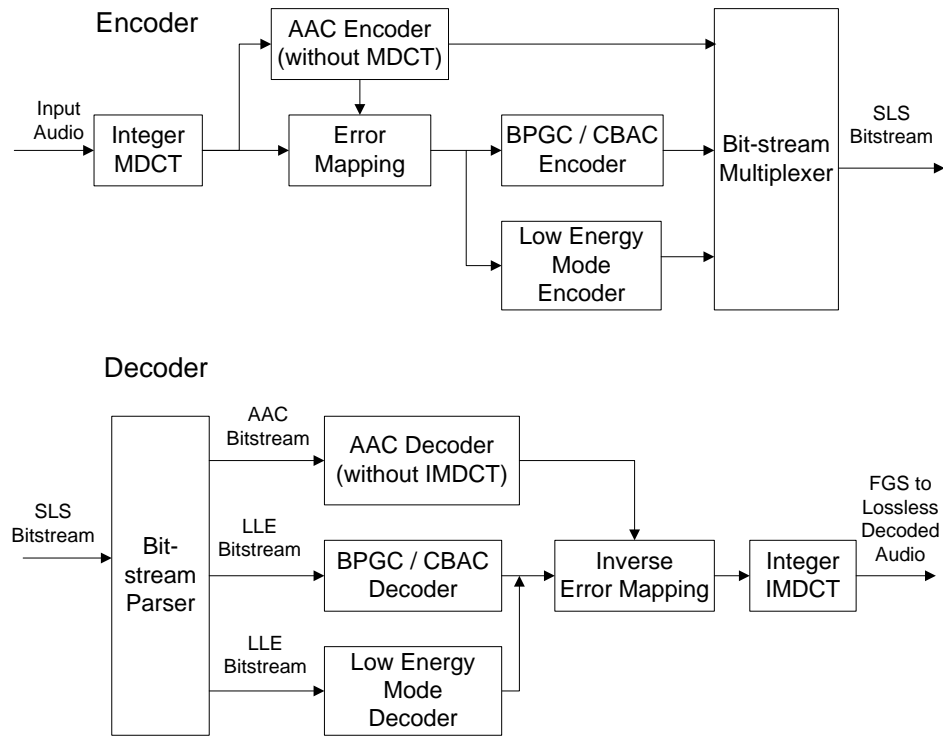 Encoder
AAC Encoder
(without MDCT)
Input
Audio
Integer
MDCT
Error
Mapping
BPGC / CBAC
Encoder
Low Energy
Mode
Encoder
Bit-stream
Multiplexer
SLS
Bitstream
Decoder
SLS
Bitstream
Bit-
stream
Parser
AAC
Bitstream
AAC Decoder
(without IMDCT)
LLE
Bitstream
BPGC / CBAC
Decoder
LLE
Bitstream
Low Energy
Mode
Decoder
Inverse
Error Mapping
Integer
IMDCT
FGS to
Lossless
Decoded
Audio